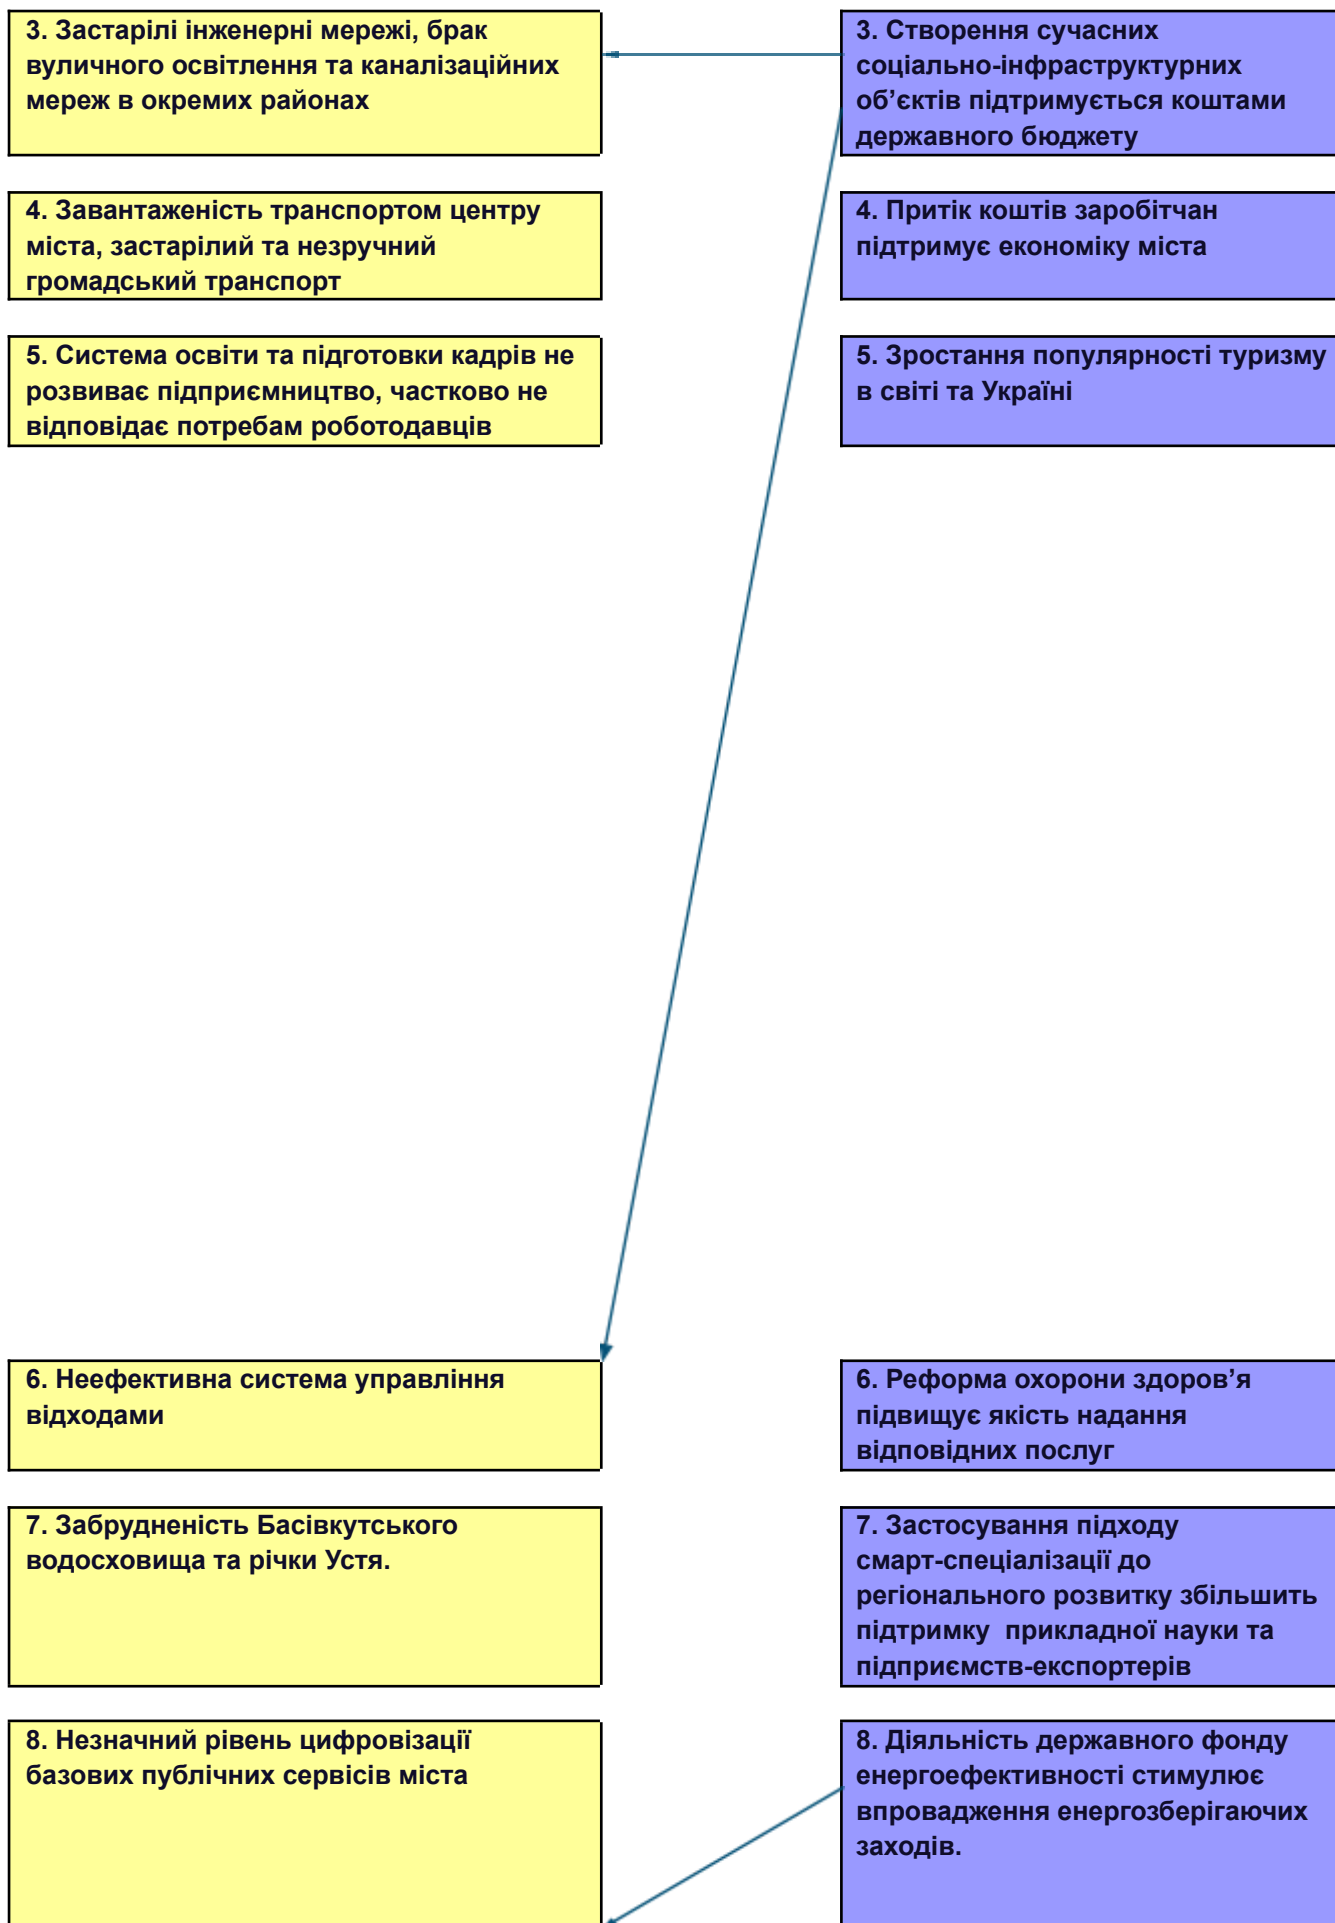 3. Застарілі інженерні мережі, брак
вуличного освітлення та каналізаційних
мереж в окремих районах
3. Створення сучасних
соціально-інфраструктурних
об’єктів підтримується коштами
державного бюджету
4. Завантаженість транспортом центру
міста, застарілий та незручний
громадський транспорт
4. Притік коштів заробітчан
підтримує економіку міста
5. Система освіти та підготовки кадрів не
розвиває підприємництво, частково не
відповідає потребам роботодавців
5. Зростання популярності туризму
в світі та Україні
6. Неефективна система управління
відходами
6. Реформа охорони здоров’я
підвищує якість надання
відповідних послуг
7. Забрудненість Басівкутського
водосховища та річки Устя.
7. Застосування підходу
смарт-спеціалізації до
регіонального розвитку збільшить
підтримку  прикладної науки та
підприємств-експортерів
8. Незначний рівень цифровізації
базових публічних сервісів міста
8. Діяльність державного фонду
енергоефективності стимулює
впровадження енергозберігаючих
заходів.